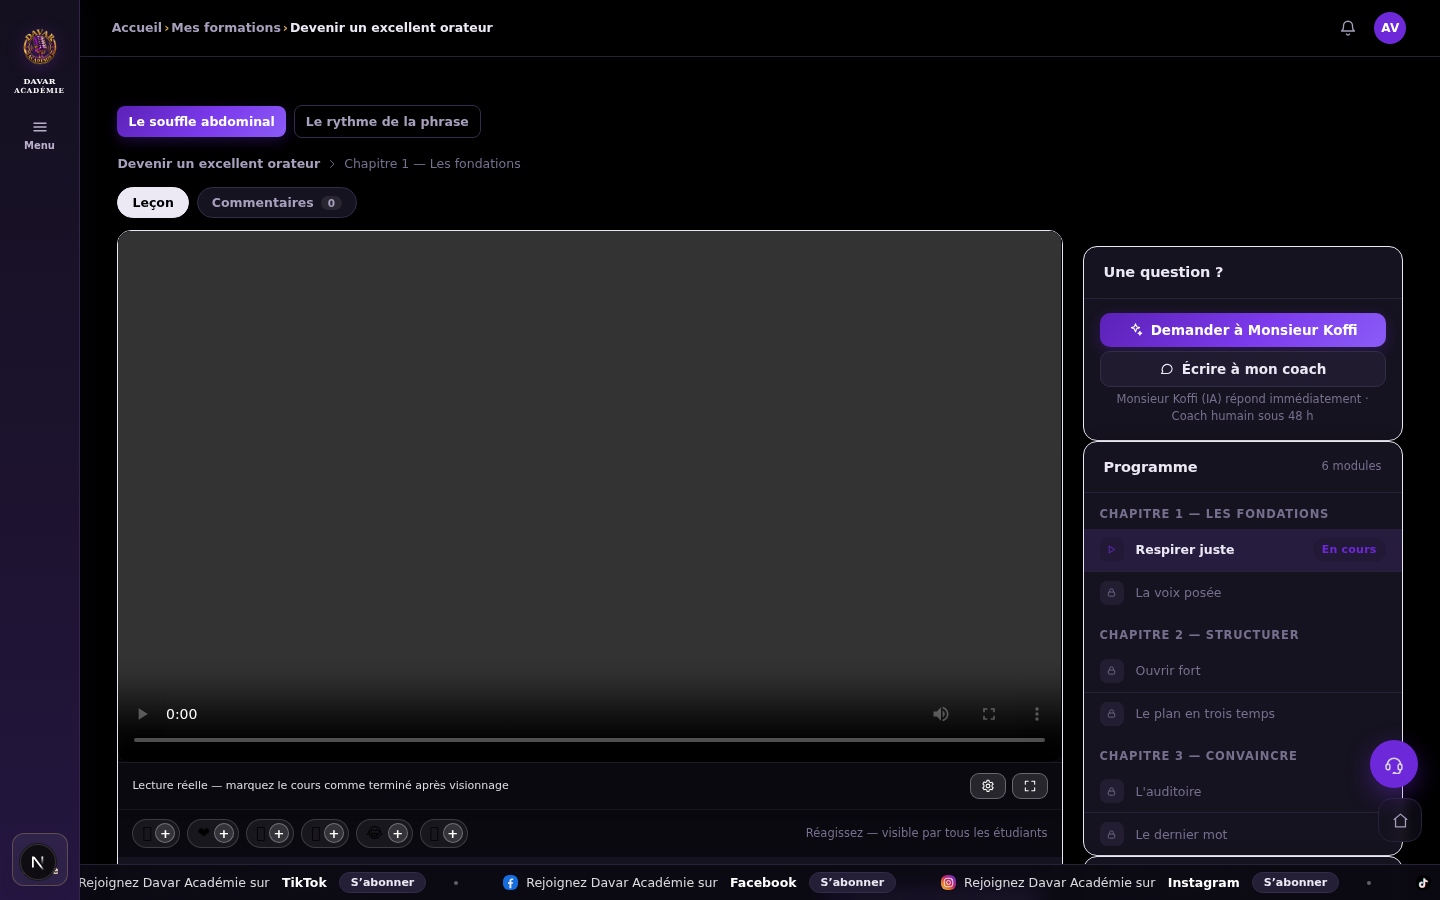 DAVAR
ACADÉMIE
Menu
Accueil › Mes formations › Devenir un excellent orateur
AV
Le souffle abdominal
Le rythme de la phrase
Devenir un excellent orateur > Chapitre 1 — Les fondations
Leçon
Commentaires 0
0:00
Lecture réelle — marquez le cours comme terminé après visionnage
Réagissez — visible par tous les étudiants
Une question ?
Demander à Monsieur Koffi
Écrire à mon coach
Monsieur Koffi (IA) répond immédiatement ·
Coach humain sous 48 h
Programme
6 modules
CHAPITRE 1 — LES FONDATIONS
Respirer juste
En cours
La voix posée
CHAPITRE 2 — STRUCTURER
Ouvrir fort
Le plan en trois temps
CHAPITRE 3 — CONVAINCRE
L'auditoire
Le dernier mot
Rejoignez Davar Académie sur TikTok S'abonner • Rejoignez Davar Académie sur Facebook S'abonner Rejoignez Davar Académie sur Instagram S'abonner •